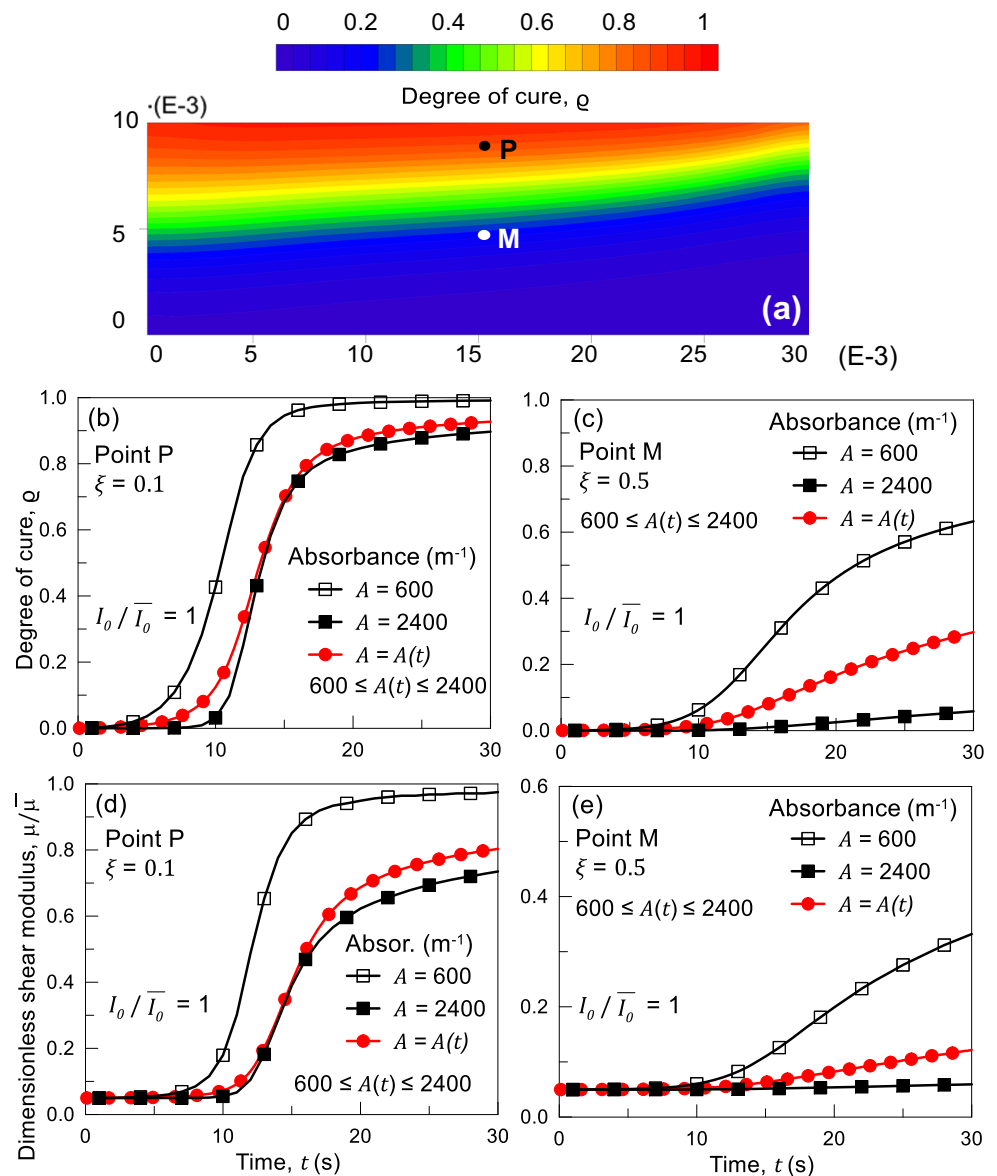 0 0.2 0.4 0.6 0.8 1
Degree of cure, ϱ
·(E-3)
10
5
0
P
M
(a)
0 5 10 15 20 25 30 (E-3)
1.0
0.8
0.6
0.4
0.2
0.0
Degree of cure, ϱ
(b)
Point P
ξ = 0.1
I₀ / I̅₀ = 1
Absorbance (m⁻¹)
A = 600
A = 2400
A = A(t)
600 ≤ A(t) ≤ 2400
0 10 20 30
1.0
0.8
0.6
0.4
0.2
0.0
(c)
Point M
ξ = 0.5
600 ≤ A(t) ≤ 2400
Absorbance (m⁻¹)
A = 600
A = 2400
A = A(t)
I₀ / I̅₀ = 1
0 10 20 30
1.0
0.8
0.6
0.4
0.2
0.0
Dimensionless shear modulus, μ/μ̅
(d)
Point P
ξ = 0.1
I₀ / I̅₀ = 1
Absor. (m⁻¹)
A = 600
A = 2400
A = A(t)
600 ≤ A(t) ≤ 2400
0 10 20 30
Time, t (s)
0.6
0.4
0.2
0.0
(e)
Point M
ξ = 0.5
600 ≤ A(t) ≤ 2400
Absorbance (m⁻¹)
A = 600
A = 2400
A = A(t)
I₀ / I̅₀ = 1
0 10 20 30
Time, t (s)